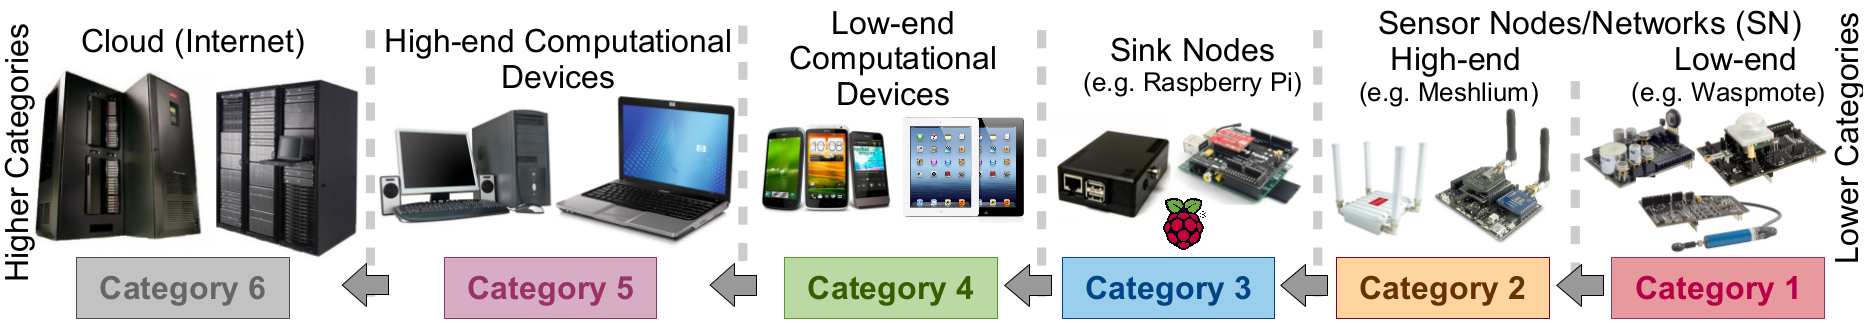 Higher Categories
Cloud (Internet)
Category 6
High-end Computational
Devices
Category 5
Low-end
Computational
Devices
Category 4
Sink Nodes
(e.g. Raspberry Pi)
Category 3
Sensor Nodes/Networks (SN)
High-end
(e.g. Meshlium)
Category 2
Low-end
(e.g. Waspmote)
Category 1
Lower Categories